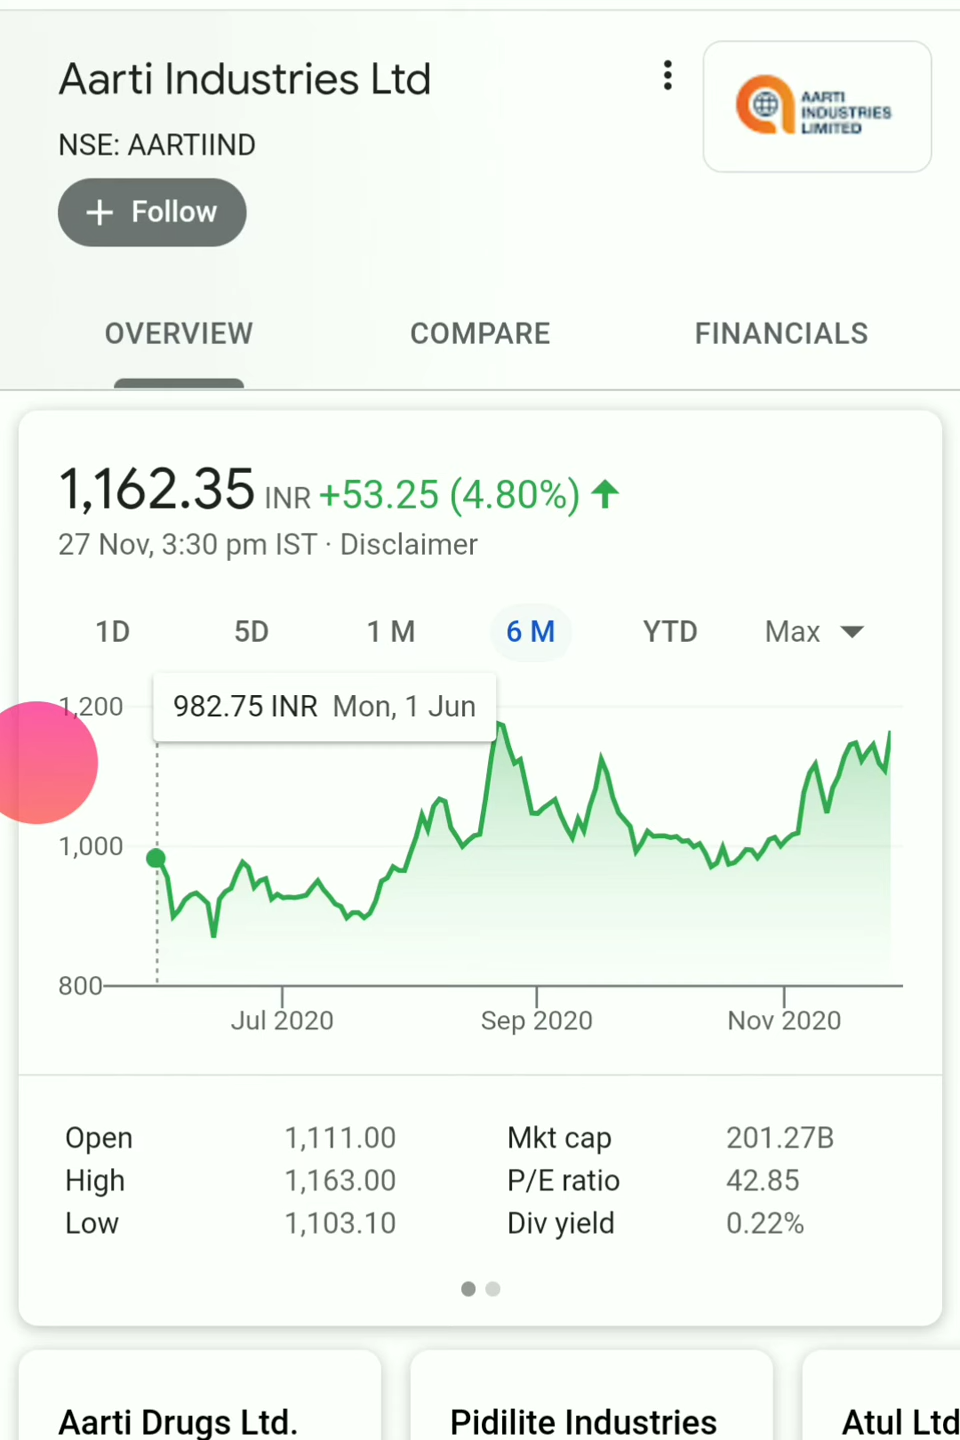 Aarti Industries Ltd
AARTI
INDUSTRIES
LIMITED
NSE: AARTIIND
+ Follow
OVERVIEW COMPARE FINANCIALS
1,162.35 INR +53.25 (4.80%) ↑
27 Nov, 3:30 pm IST · Disclaimer
1D 5D 1 M 6 M YTD Max
1,200 982.75 INR Mon, 1 Jun
1,000
800
Jul 2020 Sep 2020 Nov 2020
Open 1,111.00 Mkt cap 201.27B
High 1,163.00 P/E ratio 42.85
Low 1,103.10 Div yield 0.22%
Aarti Drugs Ltd. Pidilite Industries Atul Ltd